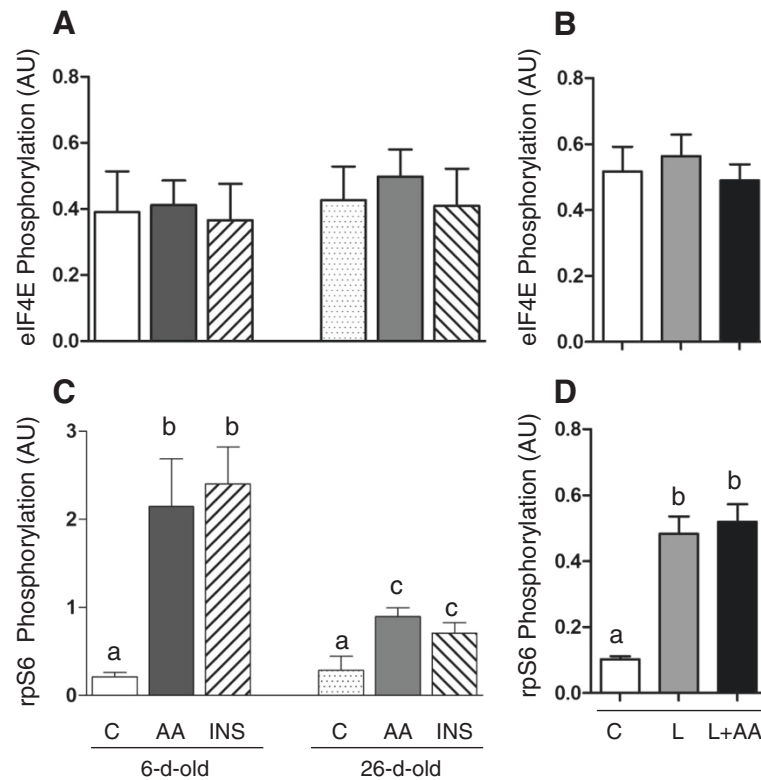 A
eIF4E Phosphorylation (AU)
0.8
0.6
0.4
0.2
0.0
B
eIF4E Phosphorylation (AU)
0.8
0.6
0.4
0.2
0.0
C
rpS6 Phosphorylation (AU)
3
2
1
0
a
b
b
a
c
c
C AA INS C AA INS
6-d-old 26-d-old
D
rpS6 Phosphorylation (AU)
0.8
0.6
0.4
0.2
0.0
a
b
b
C L L+AA